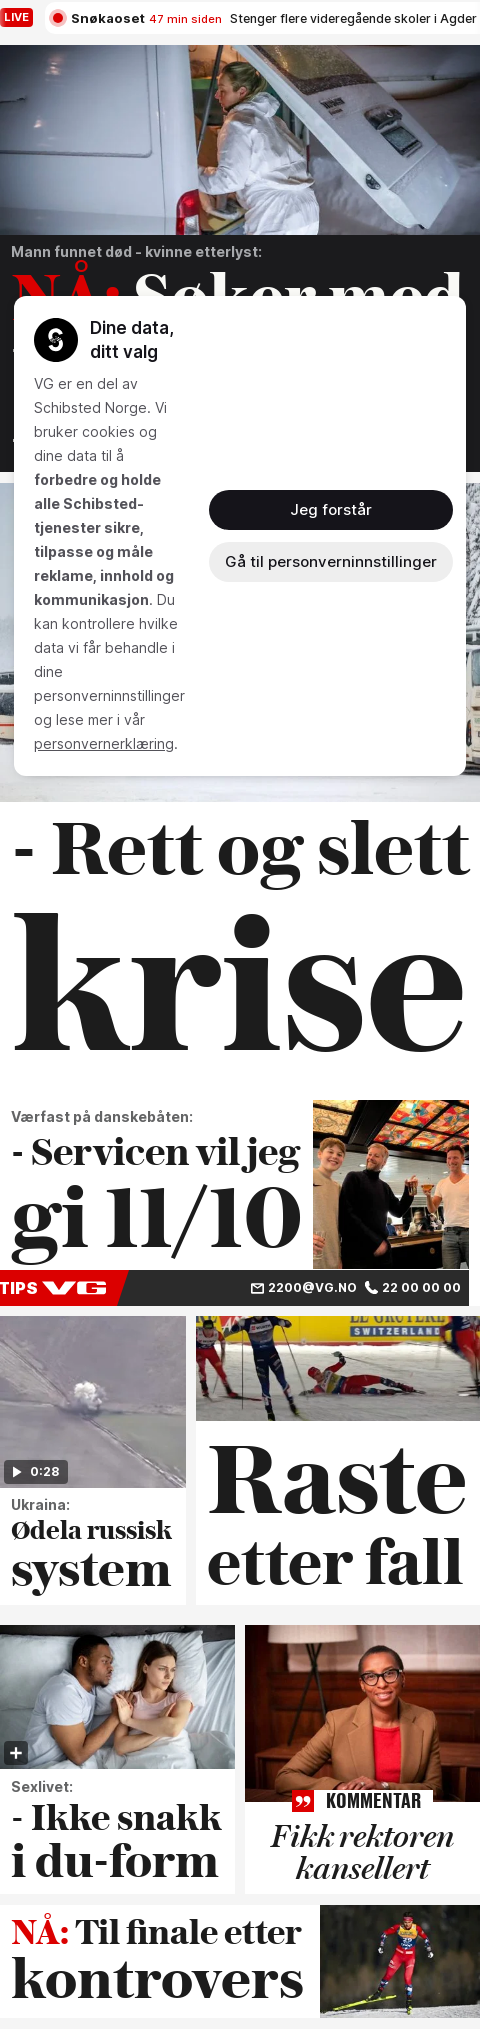 LIVE
Snøkaoset 47 min siden Stenger flere videregående skoler i Agder
Mann funnet død - kvinne etterlyst:
NÅ: Søker med
Dine data,
ditt valg
VG er en del av
Schibsted Norge. Vi
bruker cookies og
dine data til å
forbedre og holde
alle Schibsted-
tjenester sikre,
tilpasse og måle
reklame, innhold og
kommunikasjon. Du
kan kontrollere hvilke
data vi får behandle i
dine
personverninnstillinger
og lese mer i vår
personvernerklæring.
Jeg forstår
Gå til personverninnstillinger
- Rett og slett
krise
Værfast på danskebåten:
- Servicen vil jeg
gi 11/10
TIPS VG
2200@VG.NO 22 00 00 00
0:28
Ukraina:
Ødela russisk
system
LE GRUYÈRE
SWITZERLAND
Raste
etter fall
Sexlivet:
- Ikke snakk
i du-form
KOMMENTAR
Fikk rektoren
kansellert
NÅ: Til finale etter
kontrovers